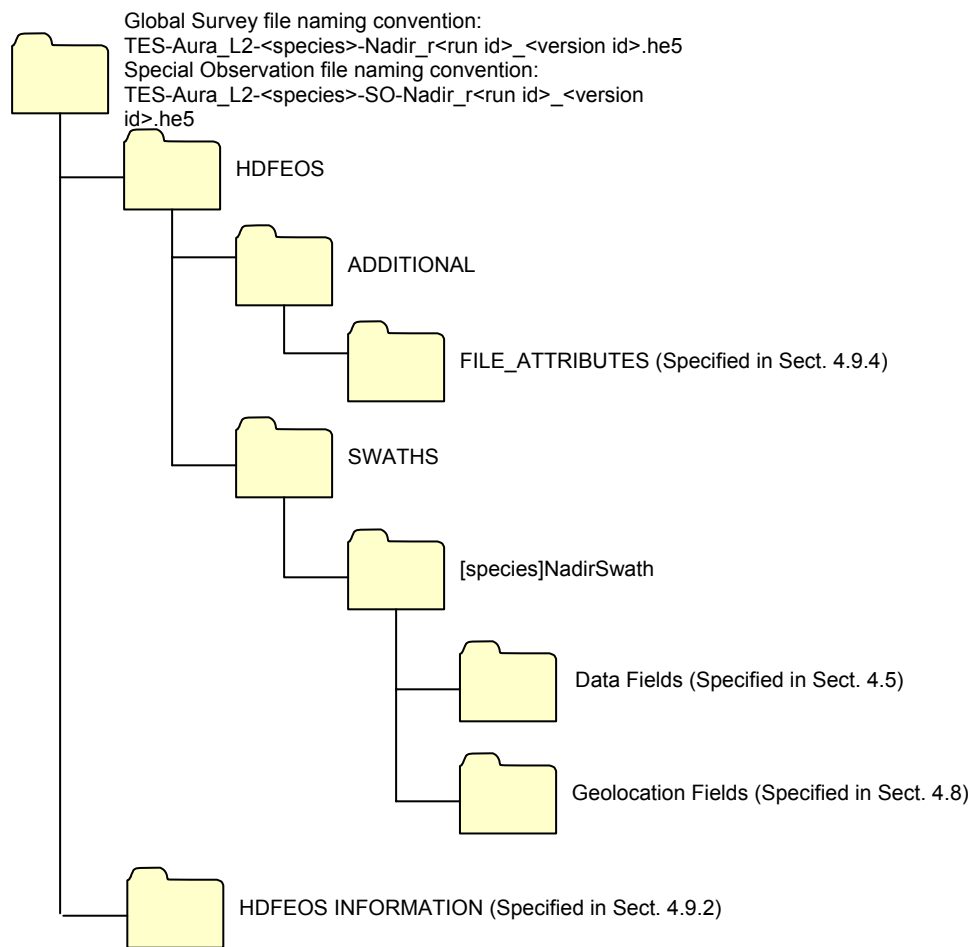 Global Survey file naming convention:
TES-Aura_L2-<species>-Nadir_r<run id>_<version id>.he5
Special Observation file naming convention:
TES-Aura_L2-<species>-SO-Nadir_r<run id>_<version
id>.he5
HDFEOS
ADDITIONAL
FILE_ATTRIBUTES (Specified in Sect. 4.9.4)
SWATHS
[species]NadirSwath
Data Fields (Specified in Sect. 4.5)
Geolocation Fields (Specified in Sect. 4.8)
HDFEOS INFORMATION (Specified in Sect. 4.9.2)